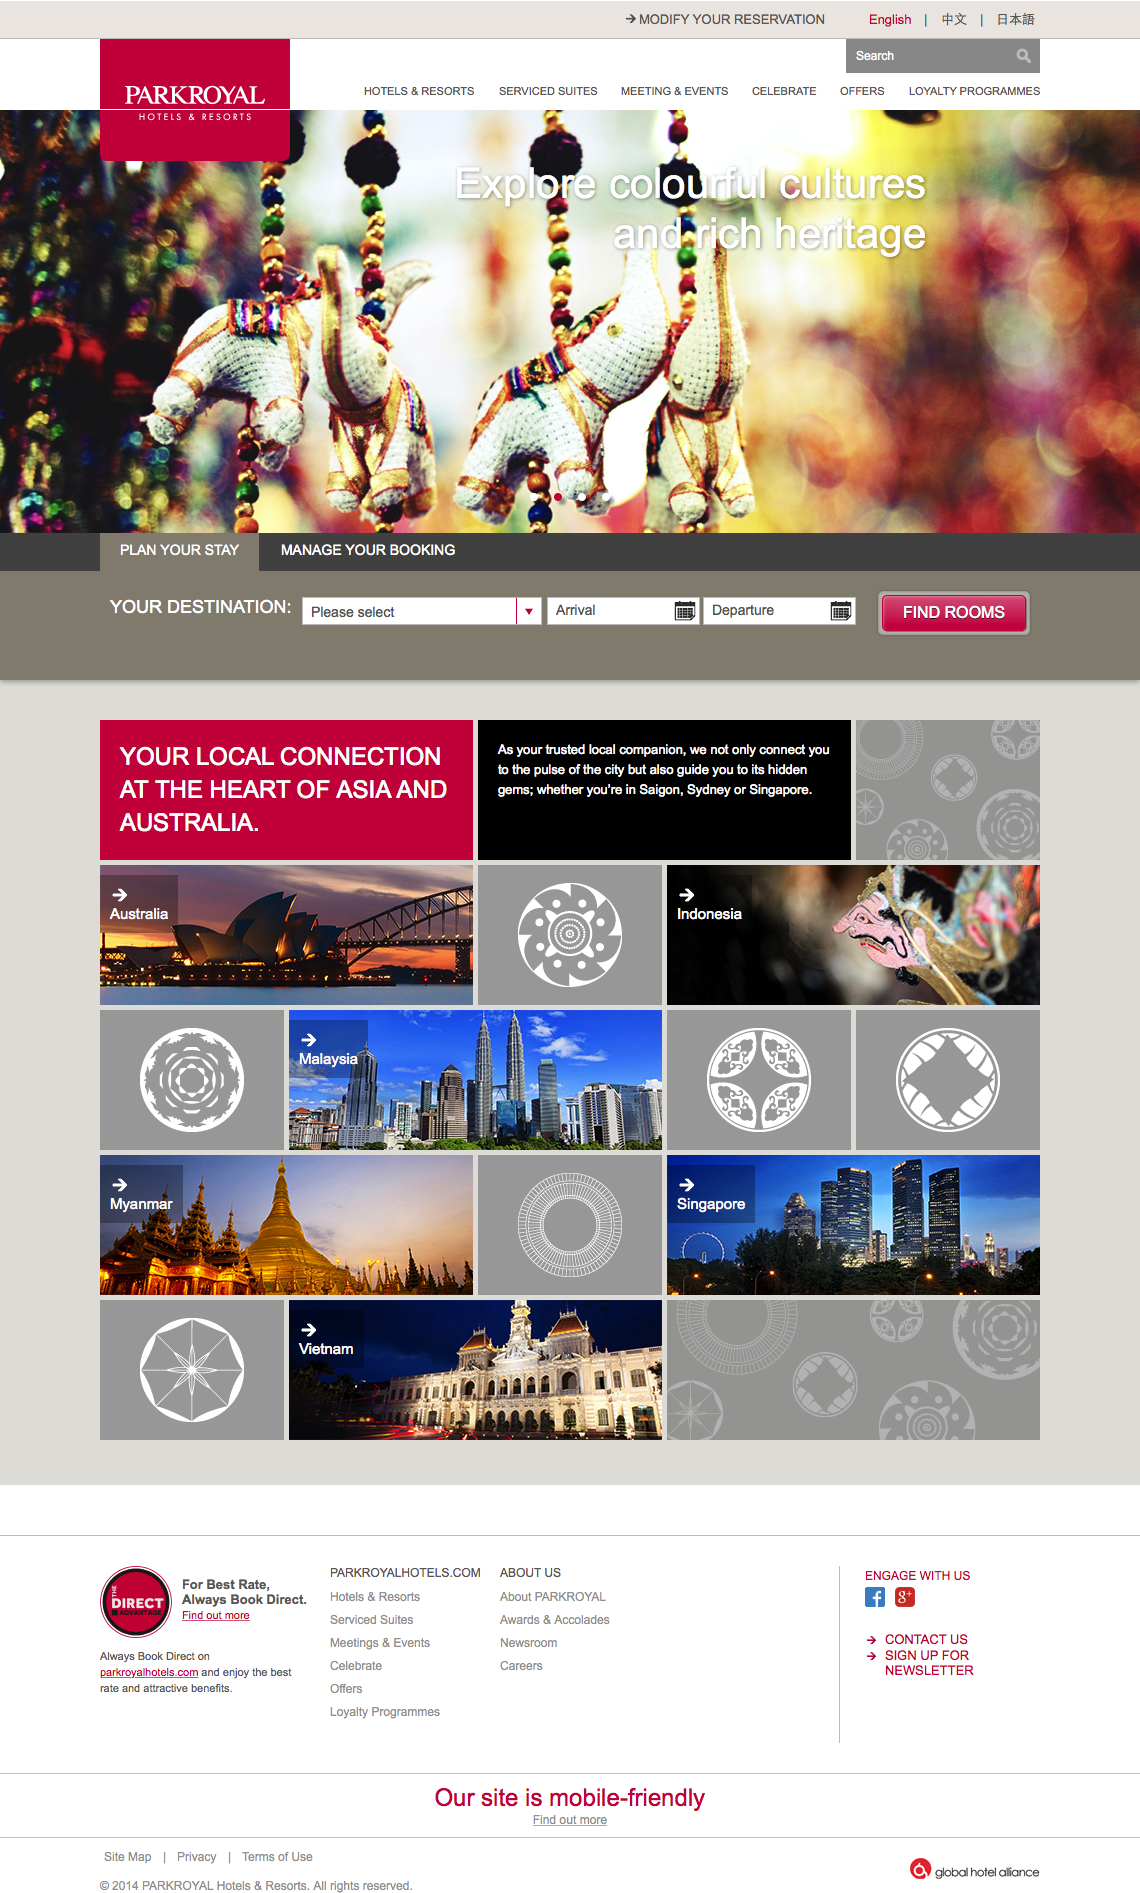 MODIFY YOUR RESERVATION
English | 中文 | 日本語
Search
PARKROYAL
HOTELS & RESORTS
HOTELS & RESORTS SERVICED SUITES MEETING & EVENTS CELEBRATE OFFERS LOYALTY PROGRAMMES
Explore colourful cultures
and rich heritage
PLAN YOUR STAY MANAGE YOUR BOOKING
YOUR DESTINATION: Please select Arrival Departure FIND ROOMS
YOUR LOCAL CONNECTION
AT THE HEART OF ASIA AND
AUSTRALIA.
As your trusted local companion, we not only connect you
to the pulse of the city but also guide you to its hidden
gems; whether you're in Saigon, Sydney or Singapore.
Australia
Indonesia
Malaysia
Myanmar
Singapore
Vietnam
THE
DIRECT
ADVANTAGE
For Best Rate,
Always Book Direct.
Find out more
Always Book Direct on
parkroyalhotels.com and enjoy the best
rate and attractive benefits.
PARKROYALHOTELS.COM
Hotels & Resorts
Serviced Suites
Meetings & Events
Celebrate
Offers
Loyalty Programmes
ABOUT US
About PARKROYAL
Awards & Accolades
Newsroom
Careers
ENGAGE WITH US
f g+
CONTACT US
SIGN UP FOR
NEWSLETTER
Our site is mobile-friendly
Find out more
Site Map | Privacy | Terms of Use
© 2014 PARKROYAL Hotels & Resorts. All rights reserved.
global hotel alliance